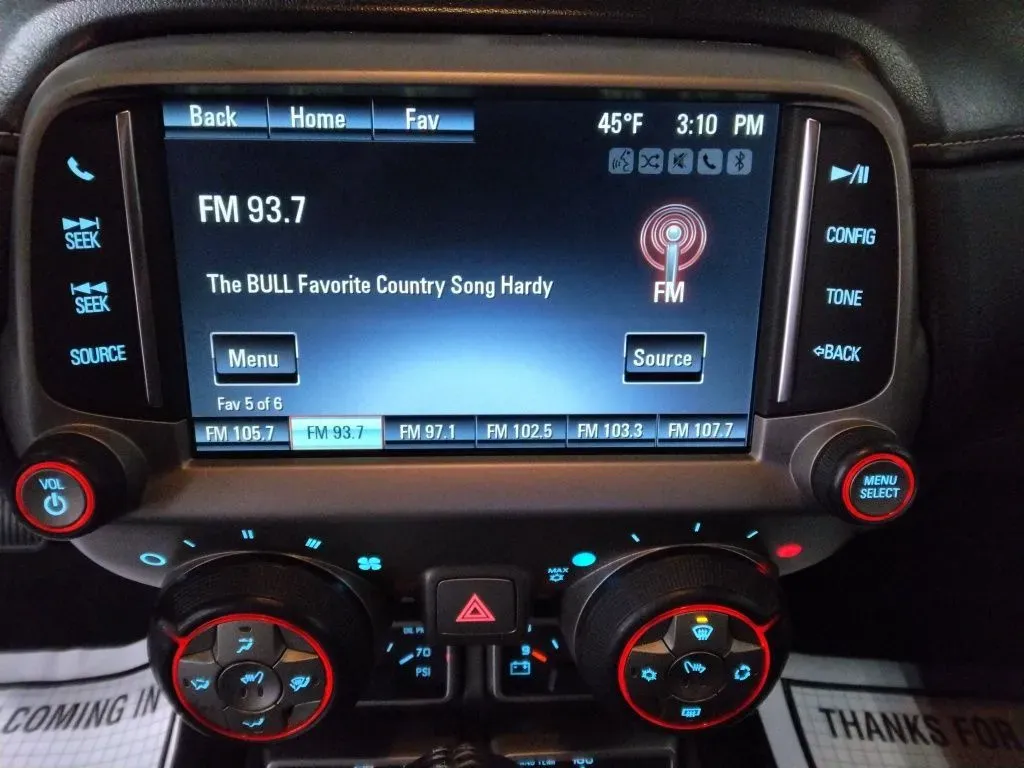 Back Home Fav 45°F 3:10 PM
SEEK
FM 93.7
CONFIG
SEEK
The BULL Favorite Country Song Hardy
FM
TONE
SOURCE
Menu
Source
BACK
Fav 5 of 6
FM 105.7 FM 93.7 FM 97.1 FM 102.5 FM 103.3 FM 107.7
VOL
MENU
SELECT
MAX
70
PSI
9
COMING IN
THANKS FOR